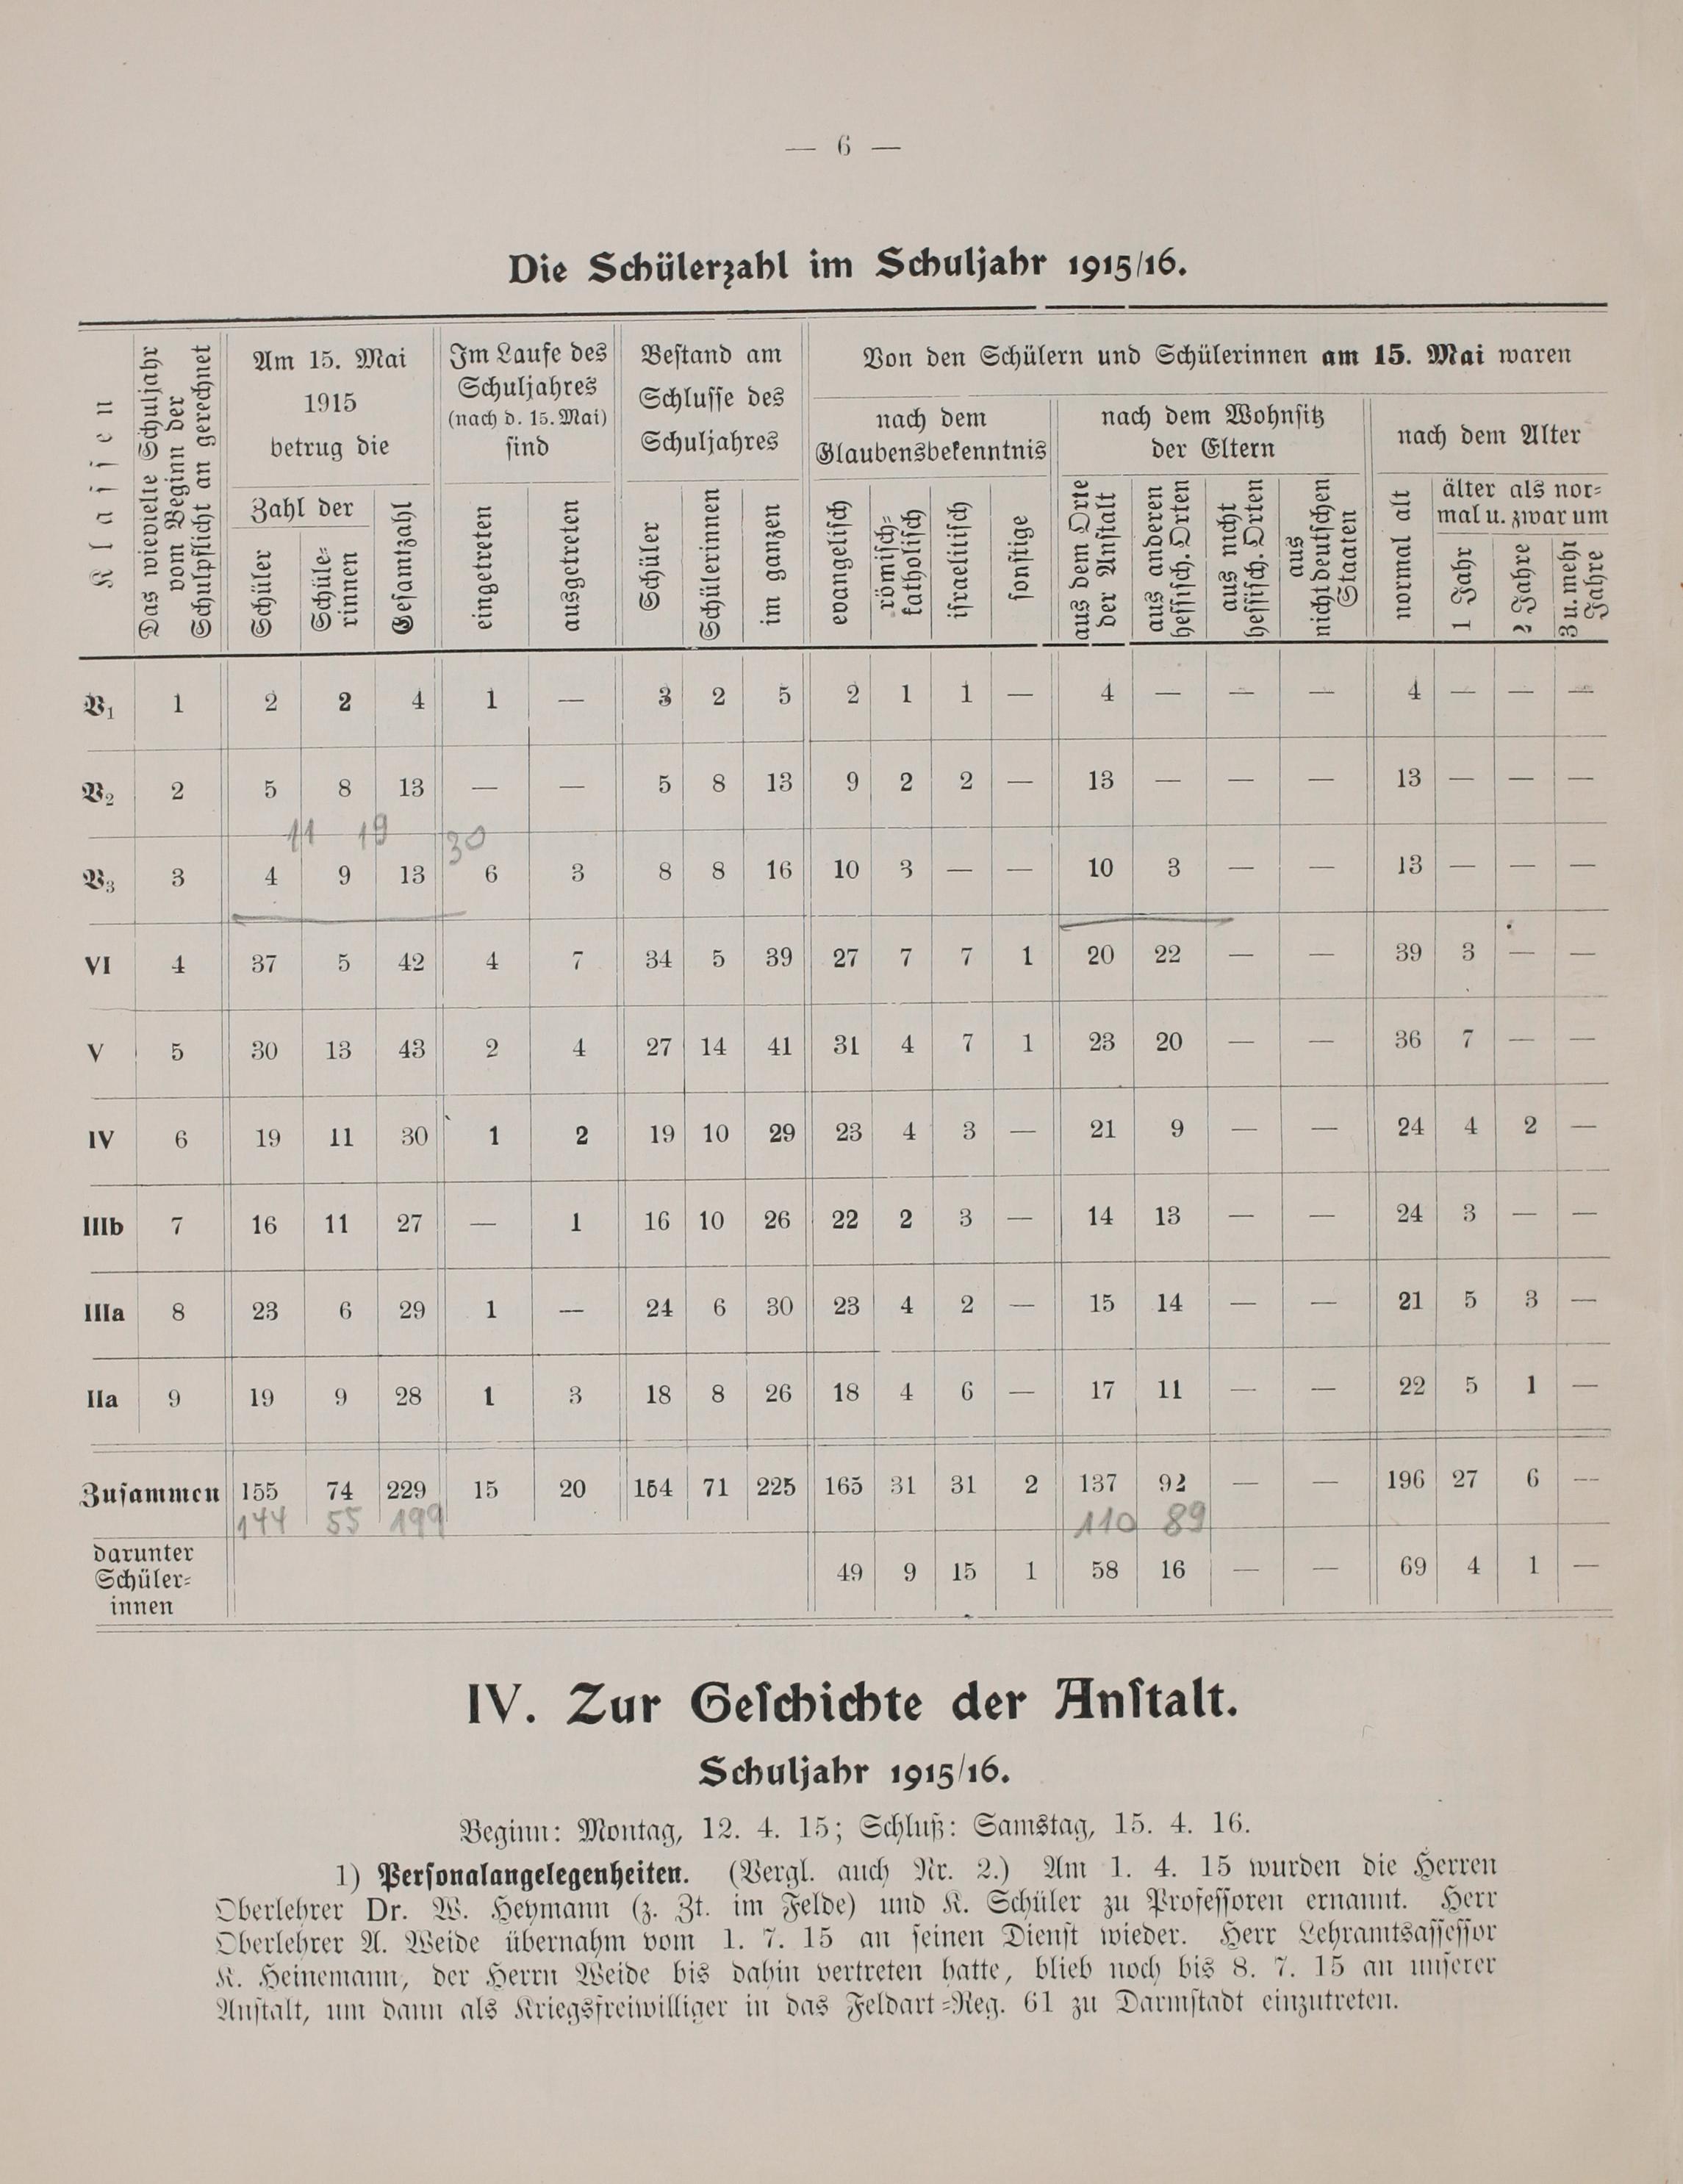 — 6 —
Die Schülerzahl im Schuljahr 1915/16.
Klassen | Das wievielte Schuljahr vom Beginn der Schulpflicht an gerechnet | Am 15. Mai 1915 betrug die | Im Laufe des Schuljahres (nach d. 15. Mai) sind | Bestand am Schlusse des Schuljahres | Von den Schülern und Schülerinnen am 15. Mai waren
nach dem Glaubensbekenntnis | nach dem Wohnsitz der Eltern | nach dem Alter
Zahl der | Gesamtzahl | eingetreten | ausgetreten | Schüler | Schülerinnen | im ganzen | evangelisch | römisch-katholisch | israelitisch | sonstige | aus dem Orte der Anstalt | aus anderen hessisch. Orten | aus nicht hessisch. Orten | aus nicht deutschen Staaten | normal alt | älter als nor-mal u. zwar um
Schüler | Schüle-rinnen | 1 Jahr | 2 Jahre | 3 u. mehr Jahre
V1 1 2 2 4 1 — 3 2 5 2 1 1 — 4 — — — 4 — — —
V2 2 5 8 13 — — 5 8 13 9 2 2 — 13 — — — 13 — — —
11 19 30
V3 3 4 9 13 6 3 8 8 16 10 3 — — 10 3 — — 13 — — —
VI 4 37 5 42 4 7 34 5 39 27 7 7 1 20 22 — — 39 3 — —
V 5 30 13 43 2 4 27 14 41 31 4 7 1 23 20 — — 36 7 — —
IV 6 19 11 30 1 2 19 10 29 23 4 3 — 21 9 — — 24 4 2 —
IIIb 7 16 11 27 — 1 16 10 26 22 2 3 — 14 13 — — 24 3 — —
IIIa 8 23 6 29 1 — 24 6 30 23 4 2 — 15 14 — — 21 5 3 —
IIa 9 19 9 28 1 3 18 8 26 18 4 6 — 17 11 — — 22 5 1 —
Zusammen 155 74 229 15 20 154 71 225 165 31 31 2 137 92 — — 196 27 6 —
144 55 199 110 89
darunter Schüler-innen 49 9 15 1 58 16 — — 69 4 1 —
IV. Zur Geschichte der Anstalt.
Schuljahr 1915/16.
Beginn: Montag, 12. 4. 15; Schluß: Samstag, 15. 4. 16.
1) Personalangelegenheiten. (Vergl. auch Nr. 2.) Am 1. 4. 15 wurden die Herren
Oberlehrer Dr. W. Heymann (z. Zt. im Felde) und K. Schüler zu Professoren ernannt. Herr
Oberlehrer A. Weide übernahm vom 1. 7. 15 an seinen Dienst wieder. Herr Lehramtsassessor
K. Heinemann, der Herrn Weide bis dahin vertreten hatte, blieb noch bis 8. 7. 15 an unserer
Anstalt, um dann als Kriegsfreiwilliger in das Feldart-Reg. 61 zu Darmstadt einzutreten.